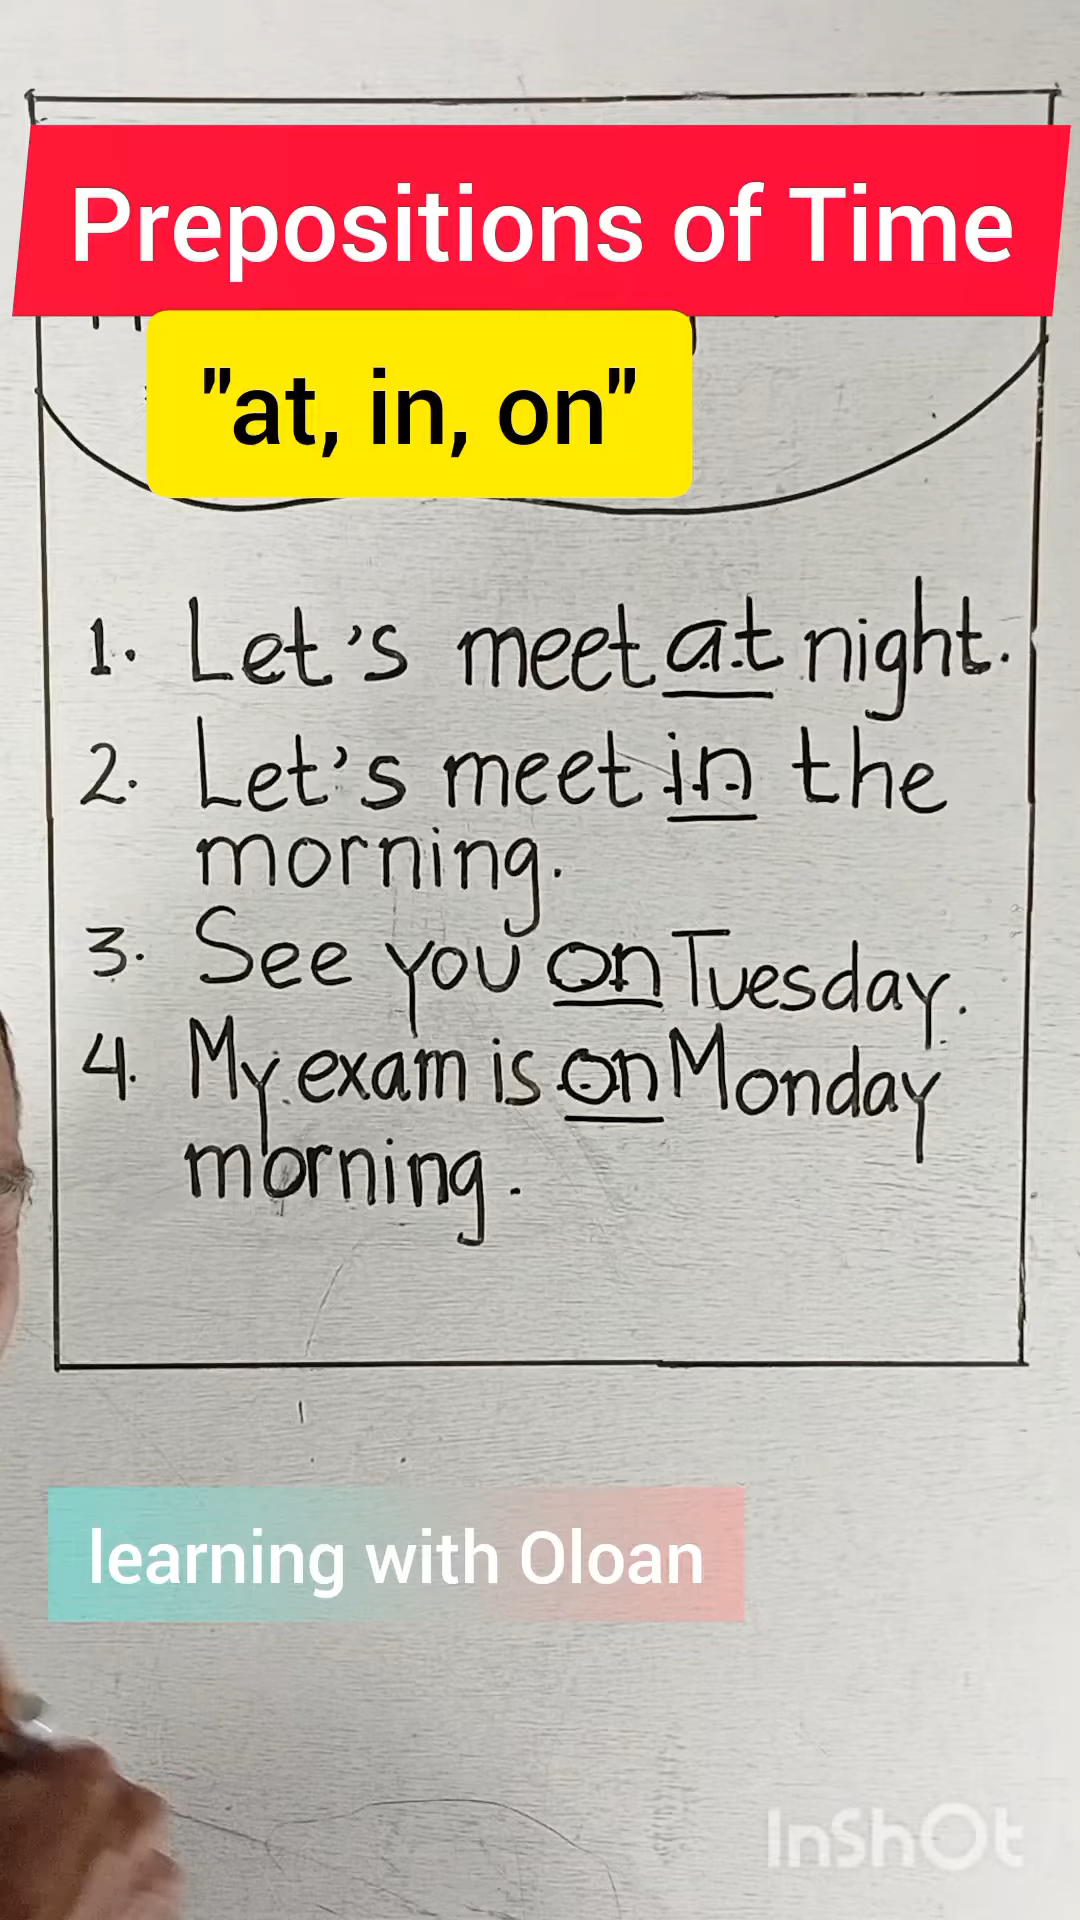 Prepositions of Time
"at, in, on"
1. Let's meet at night.
2. Let's meet in the
morning.
3. See you on Tuesday.
4. My exam is on Monday
morning.
learning with Oloan
InShOt